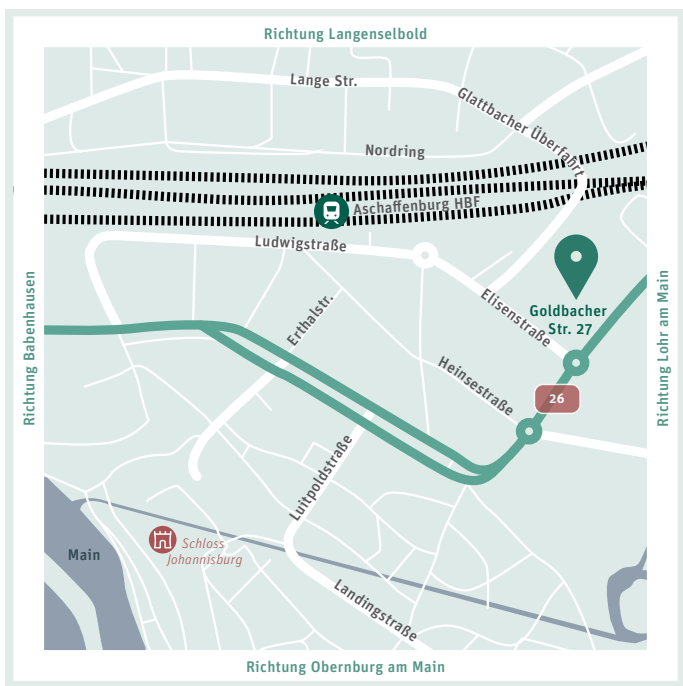 Richtung Langenselbold
Lange Str.
Glattbacher Überfahrt
Nordring
Aschaffenburg HBF
Ludwigstraße
Elisenstraße
Goldbacher
Str. 27
Richtung Babenhausen
Richtung Lohr am Main
Erthalstr.
Heinsestraße
26
Luitpoldstraße
Schloss
Johannisburg
Main
Landingstraße
Richtung Obernburg am Main